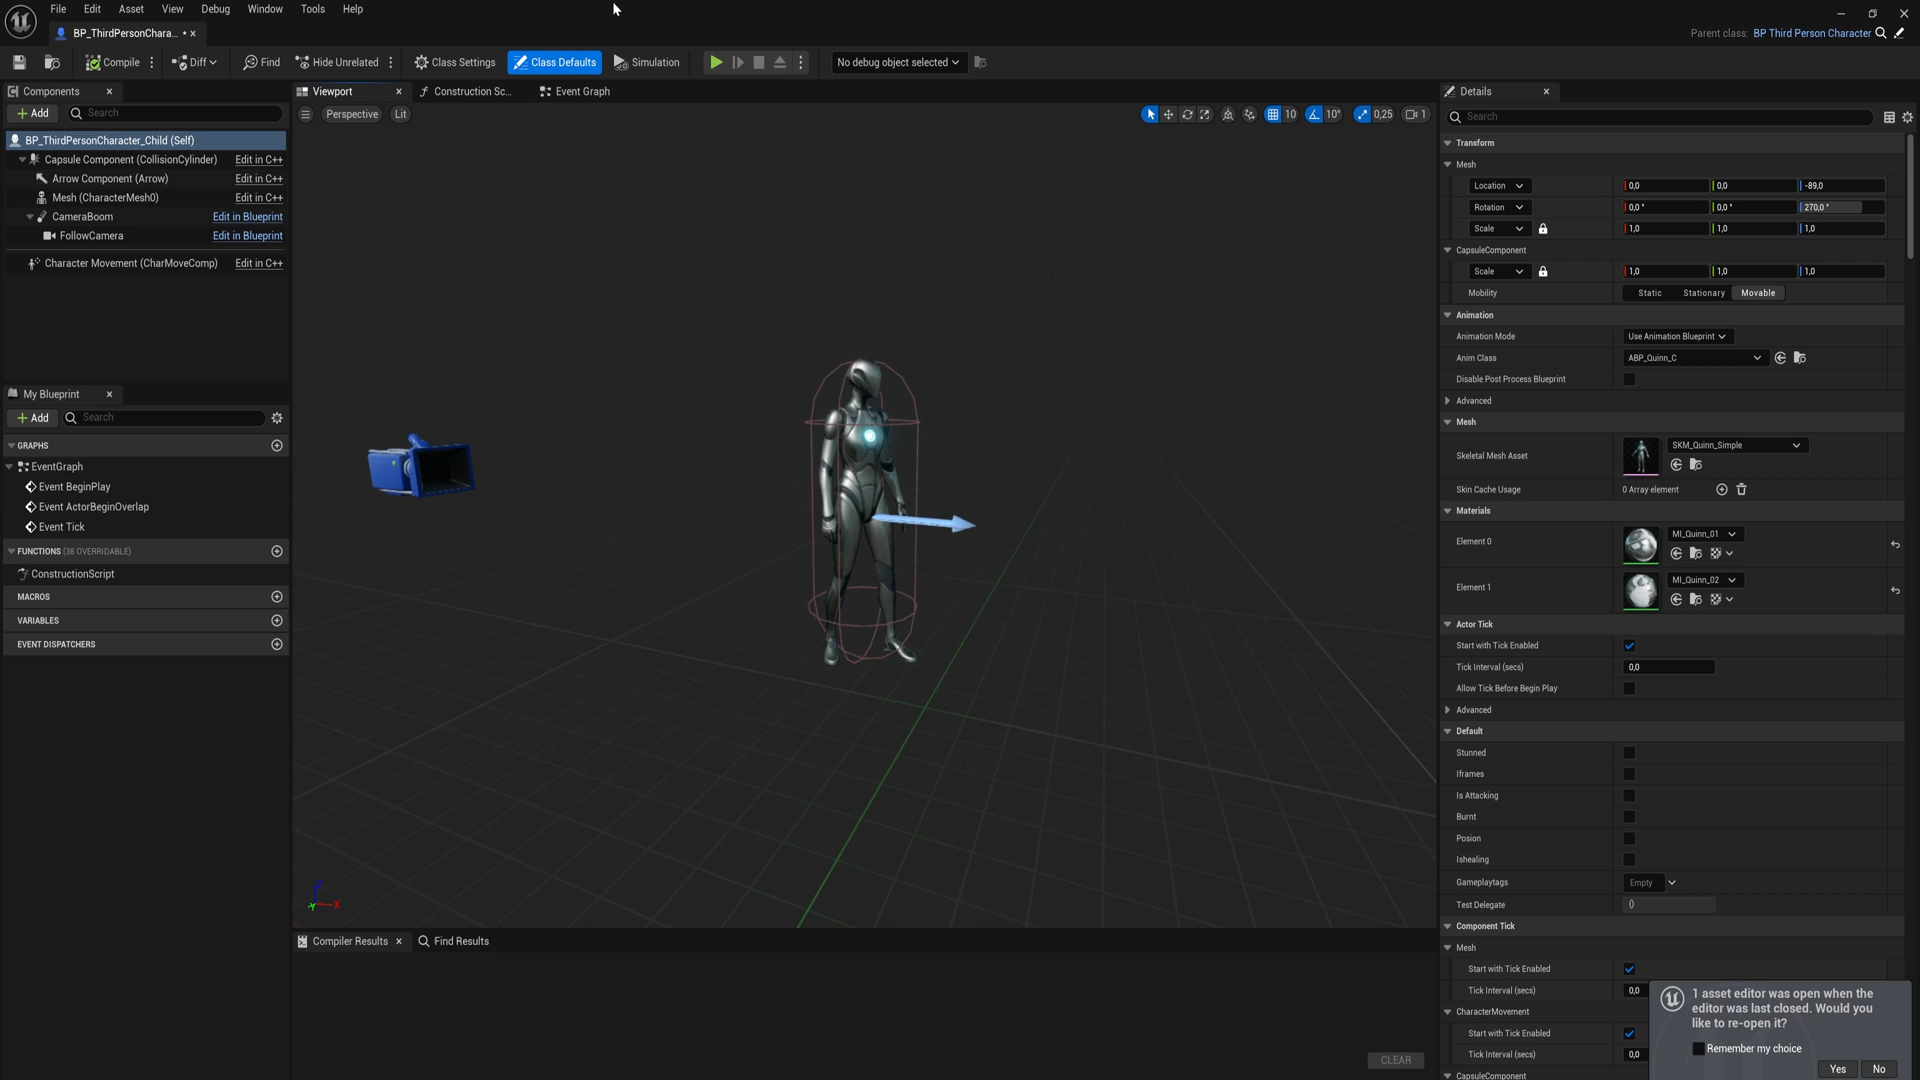 File Edit Asset View Debug Window Tools Help
BP_ThirdPersonChara...
Parent class: BP Third Person Character
Compile Diff Find Hide Unrelated Class Settings Class Defaults Simulation No debug object selected
Components
Add Search
BP_ThirdPersonCharacter_Child (Self)
Capsule Component (CollisionCylinder) Edit in C++
Arrow Component (Arrow) Edit in C++
Mesh (CharacterMesh0) Edit in C++
CameraBoom Edit in Blueprint
FollowCamera Edit in Blueprint
Character Movement (CharMoveComp) Edit in C++
My Blueprint
Add Search
GRAPHS
EventGraph
Event BeginPlay
Event ActorBeginOverlap
Event Tick
FUNCTIONS (38 OVERRIDABLE)
ConstructionScript
MACROS
VARIABLES
EVENT DISPATCHERS
Viewport Construction Sc... Event Graph
Perspective Lit 10 10° 0,25 1
Z
Y X
Compiler Results Find Results
CLEAR
Details
Search
Transform
Mesh
Location 0,0 0,0 -89,0
Rotation 0,0 ° 0,0 ° 270,0 °
Scale 1,0 1,0 1,0
CapsuleComponent
Scale 1,0 1,0 1,0
Mobility Static Stationary Movable
Animation
Animation Mode Use Animation Blueprint
Anim Class ABP_Quinn_C
Disable Post Process Blueprint
Advanced
Mesh
Skeletal Mesh Asset SKM_Quinn_Simple
Skin Cache Usage 0 Array element
Materials
Element 0 MI_Quinn_01
Element 1 MI_Quinn_02
Actor Tick
Start with Tick Enabled
Tick Interval (secs) 0,0
Allow Tick Before Begin Play
Advanced
Default
Stunned
Iframes
Is Attacking
Burnt
Posion
Ishealing
Gameplaytags Empty
Test Delegate ()
Component Tick
Mesh
Start with Tick Enabled
Tick Interval (secs) 0,0
CharacterMovement
Start with Tick Enabled
Tick Interval (secs) 0,0
CapsuleComponent
1 asset editor was open when the
editor was last closed. Would you
like to re-open it?
Remember my choice
Yes No